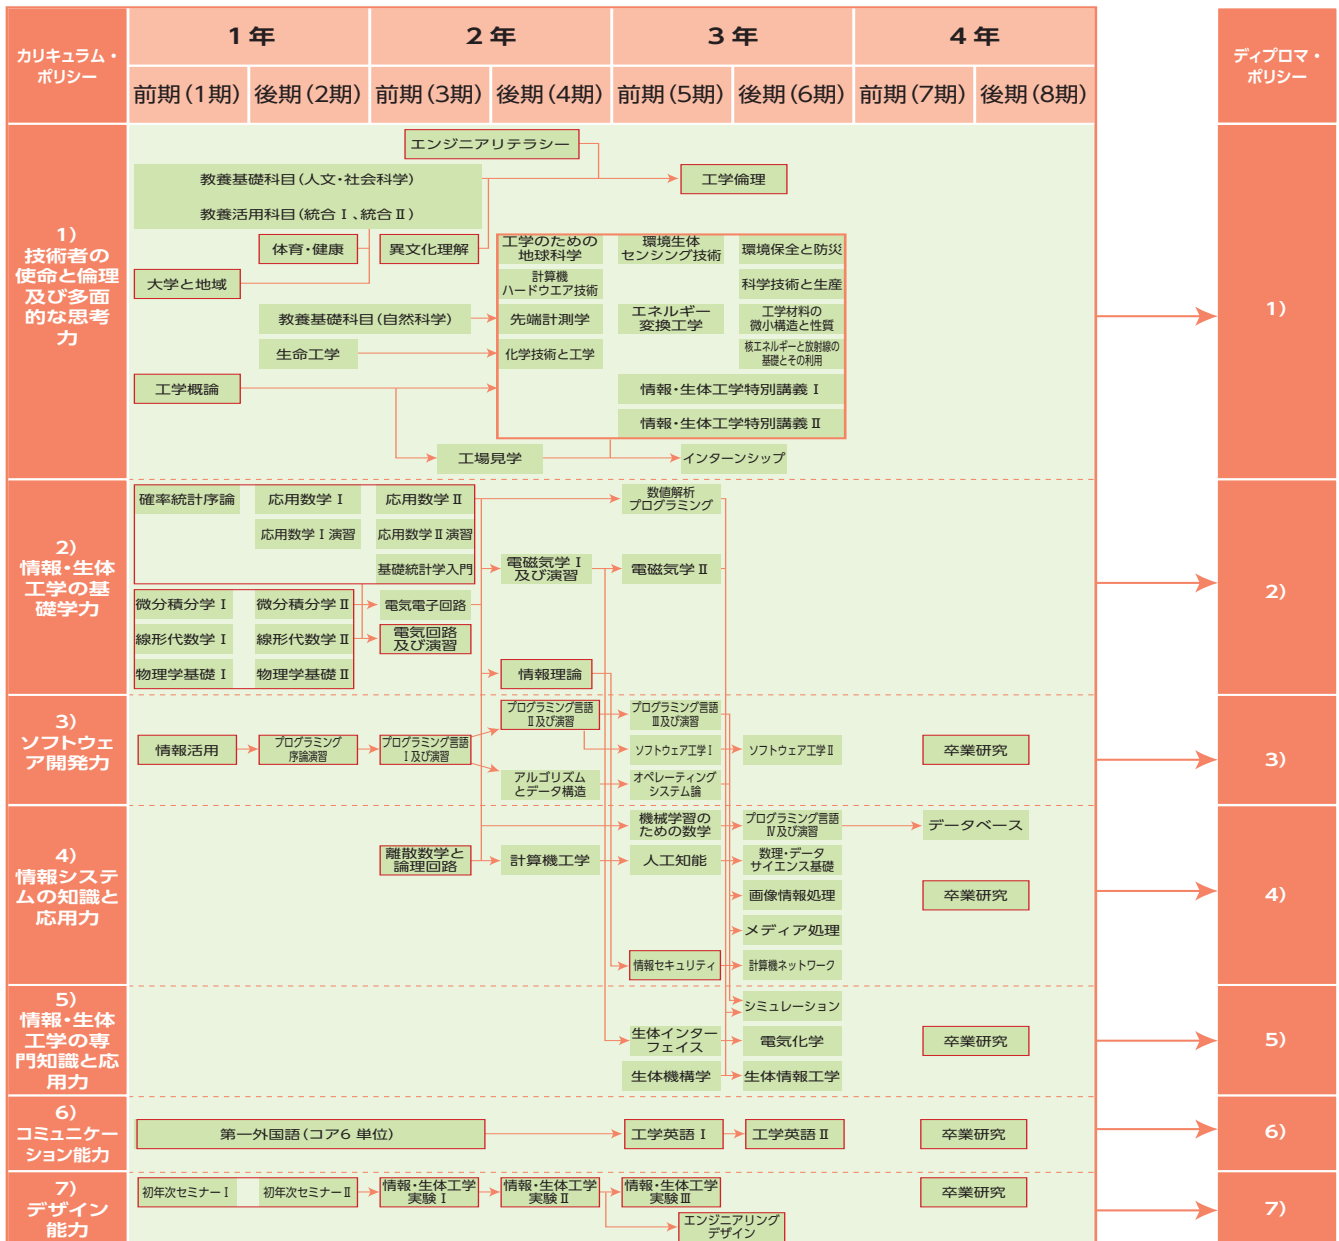 カリキュラム・
ポリシー
1 年
2 年
3 年
4 年
ディプロマ・
ポリシー
前期(1期)
後期(2期)
前期(3期)
後期(4期)
前期(5期)
後期(6期)
前期(7期)
後期(8期)
1)
技術者の
使命と倫理
及び多面
的な思考
力
エンジニアリテラシー
教養基礎科目(人文・社会科学)
教養活用科目(統合Ⅰ、統合Ⅱ)
工学倫理
体育・健康
異文化理解
大学と地域
工学のための
地球科学
環境生体
センシング技術
環境保全と防災
計算機
ハードウエア技術
科学技術と生産
教養基礎科目(自然科学)
先端計測学
エネルギー
変換工学
工学材料の
微小構造と性質
生命工学
化学技術と工学
核エネルギーと放射線の
基礎とその利用
工学概論
情報・生体工学特別講義Ⅰ
情報・生体工学特別講義Ⅱ
工場見学
インターンシップ
1)
2)
情報・生体
工学の基
礎学力
確率統計序論
応用数学Ⅰ
応用数学Ⅱ
数値解析
プログラミング
応用数学Ⅰ演習
応用数学Ⅱ演習
基礎統計学入門
電磁気学Ⅰ
及び演習
電磁気学Ⅱ
微分積分学Ⅰ
微分積分学Ⅱ
電気電子回路
線形代数学Ⅰ
線形代数学Ⅱ
電気回路
及び演習
物理学基礎Ⅰ
物理学基礎Ⅱ
情報理論
2)
3)
ソフトウェ
ア開発力
情報活用
プログラミング
序論演習
プログラミング言語
Ⅰ及び演習
プログラミング言語
Ⅱ及び演習
プログラミング言語
Ⅲ及び演習
ソフトウェア工学Ⅰ
ソフトウェア工学Ⅱ
アルゴリズム
とデータ構造
オペレーティング
システム論
卒業研究
3)
4)
情報システ
ムの知識と
応用力
機械学習の
ための数学
プログラミング言語
Ⅳ及び演習
データベース
離散数学と
論理回路
計算機工学
人工知能
数理・データ
サイエンス基礎
画像情報処理
卒業研究
メディア処理
情報セキュリティ
計算機ネットワーク
4)
5)
情報・生体
工学の専
門知識と応
用力
シミュレーション
生体インター
フェイス
電気化学
卒業研究
生体機構学
生体情報工学
5)
6)
コミュニケー
ション能力
第一外国語(コア6 単位)
工学英語Ⅰ
工学英語Ⅱ
卒業研究
6)
7)
デザイン
能力
初年次セミナーⅠ
初年次セミナーⅡ
情報・生体工学
実験Ⅰ
情報・生体工学
実験Ⅱ
情報・生体工学
実験Ⅲ
エンジニアリング
デザイン
卒業研究
7)